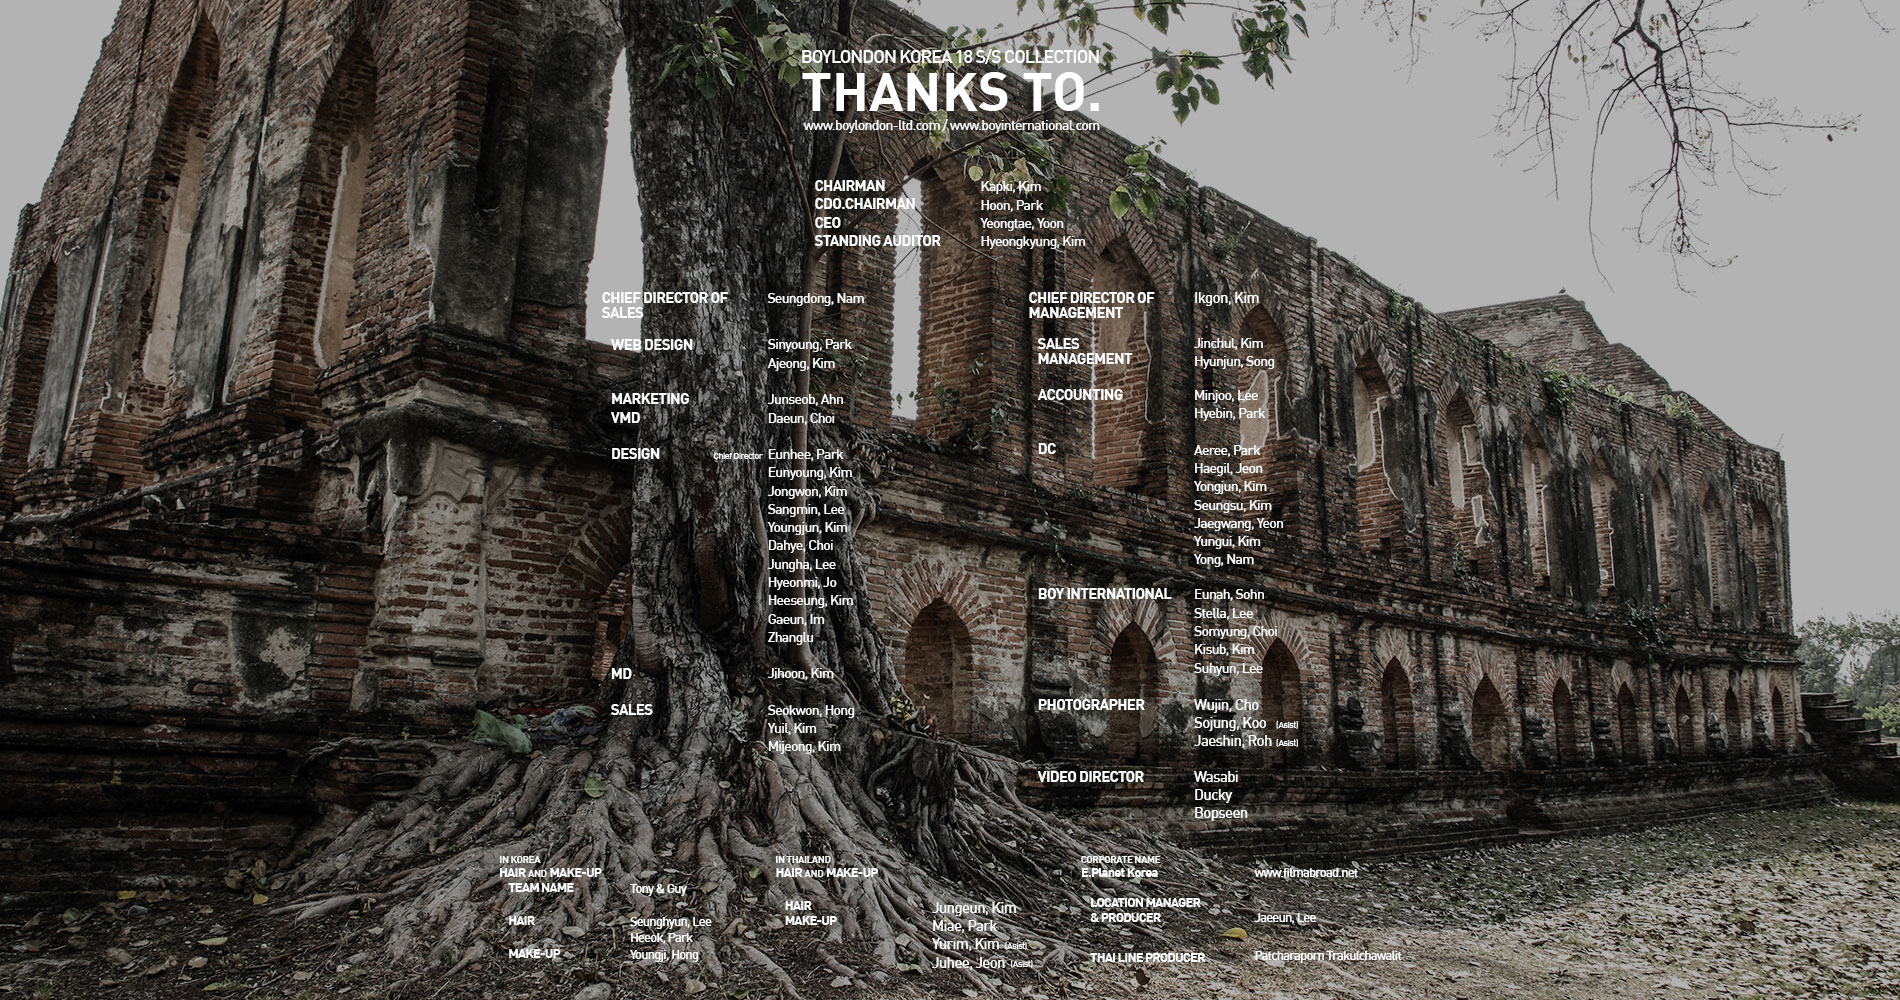 BOYLONDON KOREA 18 S/S COLLECTION
THANKS TO.
www.boylondon-ltd.com / www.boyinternational.com
CHAIRMAN Kapki, Kim
CDO.CHAIRMAN Hoon, Park
CEO Yeongtae, Yoon
STANDING AUDITOR Hyeongkyung, Kim
CHIEF DIRECTOR OF Seungdong, Nam
SALES
WEB DESIGN Sinyoung, Park
Ajeong, Kim
MARKETING Junseob, Ahn
VMD Daeun, Choi
DESIGN Chief Director Eunhee, Park
Eunyoung, Kim
Jongwon, Kim
Sangmin, Lee
Youngjun, Kim
Dahye, Choi
Jungha, Lee
Hyeonmi, Jo
Heeseung, Kim
Gaeun, Im
Zhanglu
MD Jihoon, Kim
SALES Seokwon, Hong
Yuil, Kim
Mijeong, Kim
CHIEF DIRECTOR OF Ikgon, Kim
MANAGEMENT
SALES Jinchul, Kim
MANAGEMENT Hyunjun, Song
ACCOUNTING Minjoo, Lee
Hyebin, Park
DC Aeree, Park
Haegil, Jeon
Yongjun, Kim
Seungsu, Kim
Jaegwang, Yeon
Yungui, Kim
Yong, Nam
BOY INTERNATIONAL Eunah, Sohn
Stella, Lee
Somyung, Choi
Kisub, Kim
Suhyun, Lee
PHOTOGRAPHER Wujin, Cho
Sojung, Koo (Asist)
Jaeshin, Roh (Asist)
VIDEO DIRECTOR Wasabi
Ducky
Bopseen
IN KOREA
HAIR AND MAKE-UP
TEAM NAME Tony & Guy
HAIR Seunghyun, Lee
Heeok, Park
MAKE-UP Youngji, Hong
IN THAILAND
HAIR AND MAKE-UP
HAIR Jungeun, Kim
MAKE-UP Miae, Park
Yurim, Kim (Asist)
Juhee, Jeon (Asist)
CORPORATE NAME
E.Planet Korea www.filmabroad.net
LOCATION MANAGER
& PRODUCER Jaeeun, Lee
THAI LINE PRODUCER Patcharaporn Trakulchawalit